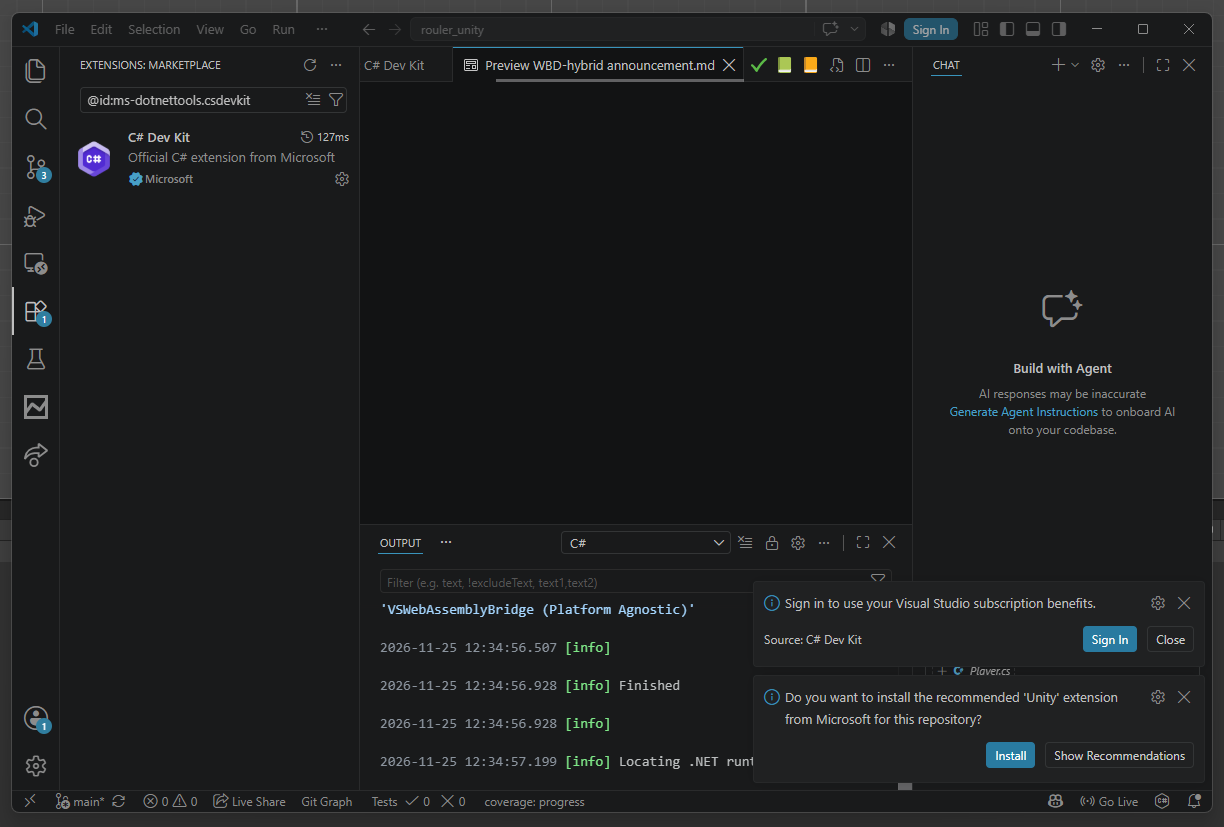 File Edit Selection View Go Run ··· rouler_unity Sign In
EXTENSIONS: MARKETPLACE
@id:ms-dotnettools.csdevkit
C# Dev Kit 127ms
Official C# extension from Microsoft
Microsoft
C#
3
1
1
C# Dev Kit Preview WBD-hybrid announcement.md
CHAT
Build with Agent
AI responses may be inaccurate
Generate Agent Instructions to onboard AI
onto your codebase.
OUTPUT C#
Filter (e.g. text, !excludeText, text1,text2)
'VSWebAssemblyBridge (Platform Agnostic)'
2026-11-25 12:34:56.507 [info]
2026-11-25 12:34:56.928 [info] Finished
2026-11-25 12:34:56.928 [info]
2026-11-25 12:34:57.199 [info] Locating .NET runt
Sign in to use your Visual Studio subscription benefits.
Source: C# Dev Kit Sign In Close
+ Player.cs
Do you want to install the recommended 'Unity' extension
from Microsoft for this repository?
Install Show Recommendations
main* 0 0 Live Share Git Graph Tests 0 0 coverage: progress Go Live